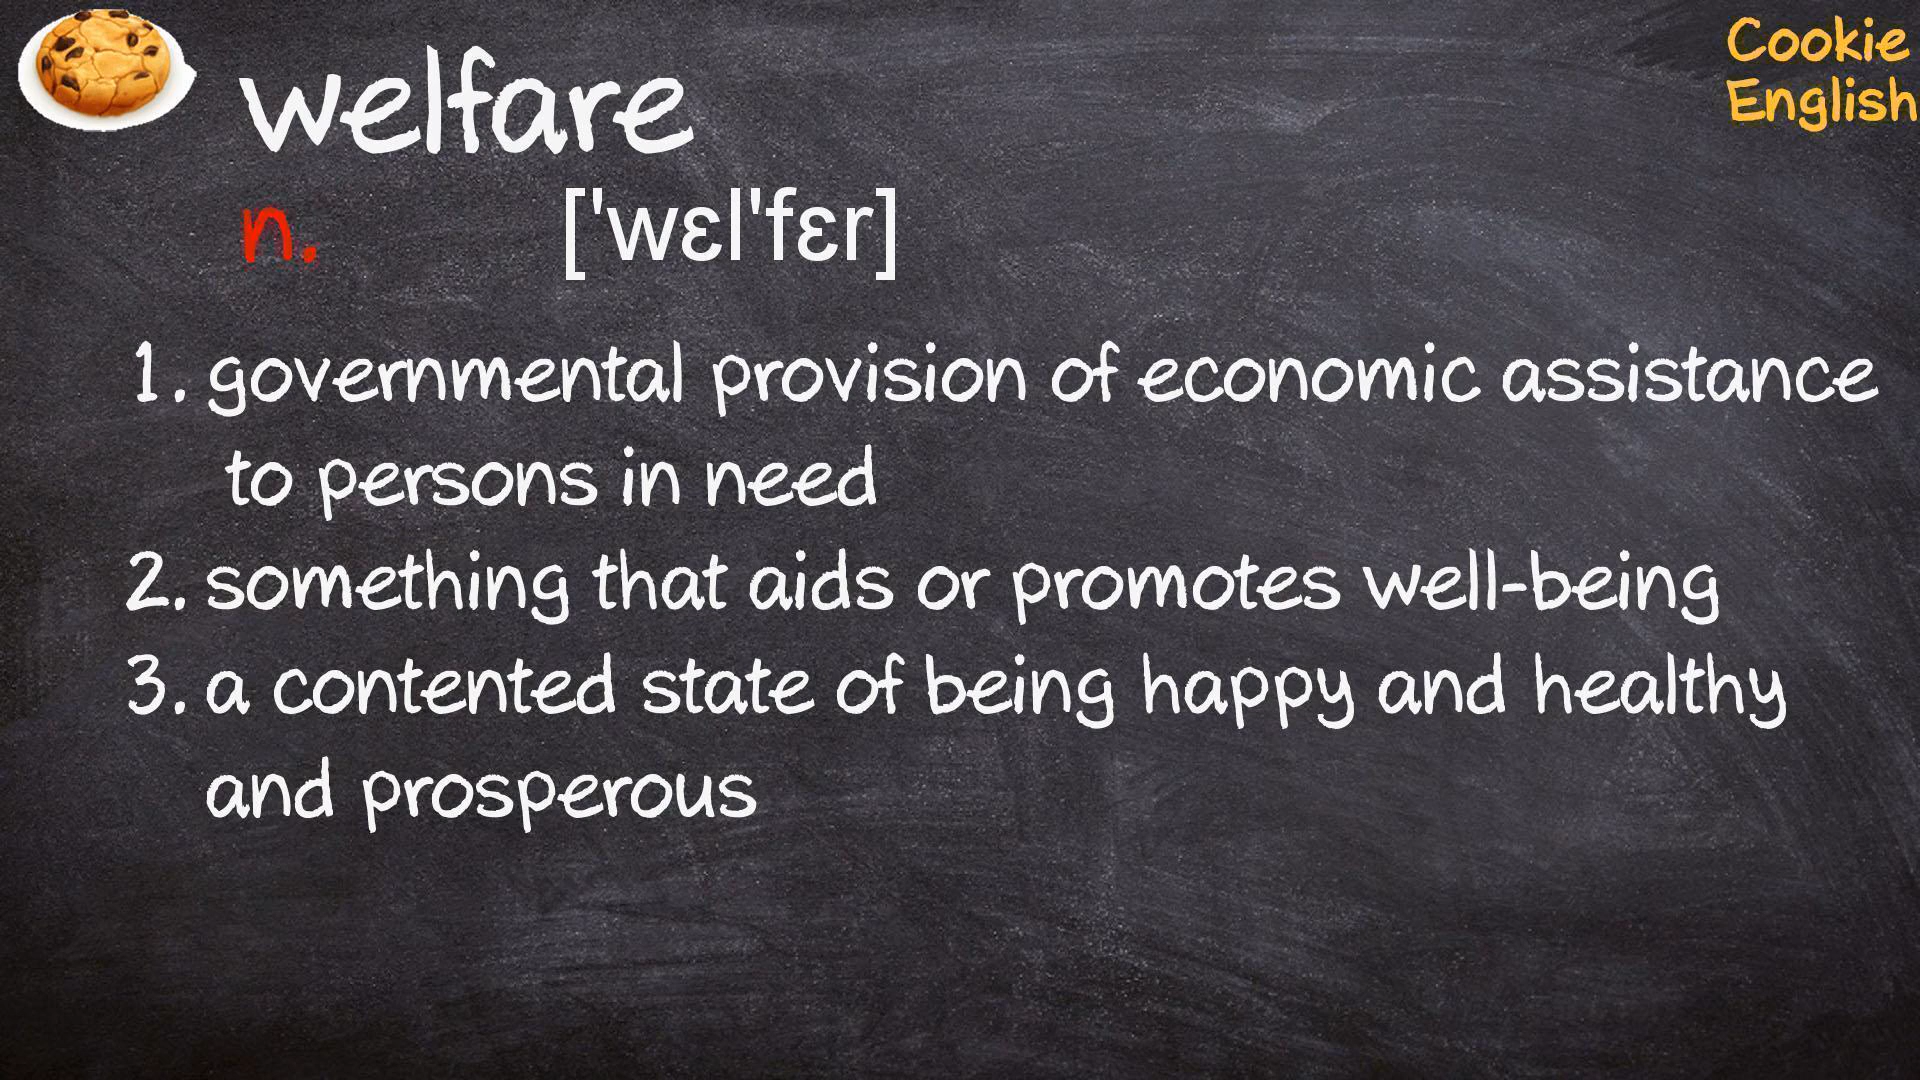 Cookie
English
welfare
n. ['wɛl'fɛr]
1. governmental provision of economic assistance
to persons in need
2. something that aids or promotes well-being
3. a contented state of being happy and healthy
and prosperous